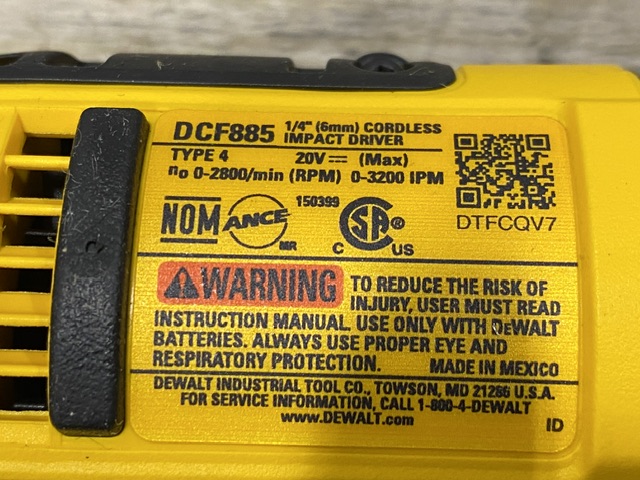 DCF885 1/4" (6mm) CORDLESS IMPACT DRIVER
TYPE 4 20V⎓ (Max)
n₀ 0-2800/min (RPM) 0-3200 IPM
DTFCQV7
NOM ANCE MR 150399 C CSA® US
WARNING TO REDUCE THE RISK OF
INJURY, USER MUST READ
INSTRUCTION MANUAL. USE ONLY WITH DEWALT
BATTERIES. ALWAYS USE PROPER EYE AND
RESPIRATORY PROTECTION. MADE IN MEXICO
DEWALT INDUSTRIAL TOOL CO., TOWSON, MD 21286 U.S.A.
FOR SERVICE INFORMATION, CALL 1-800-4-DEWALT
www.DEWALT.com ID